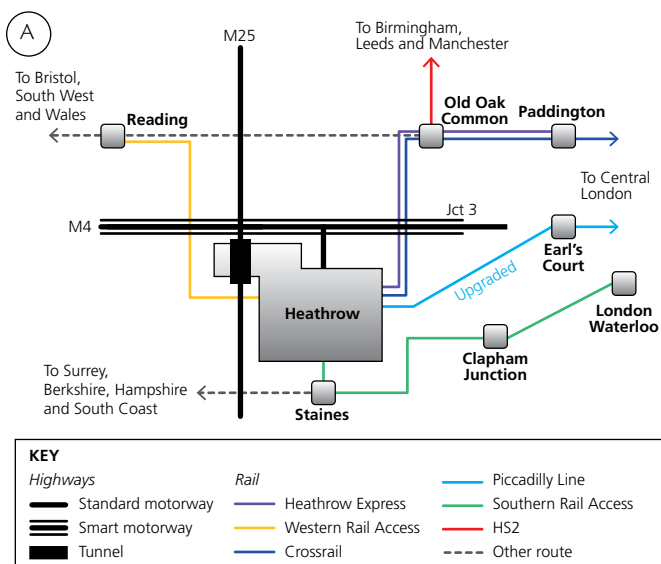 A
M25
To Birmingham,
Leeds and Manchester
To Bristol,
South West
and Wales
Reading
Old Oak
Common
Paddington
To Central
London
Jct 3
M4
Earl's
Court
Upgraded
Heathrow
London
Waterloo
Clapham
Junction
To Surrey,
Berkshire, Hampshire
and South Coast
Staines
KEY
Highways
Standard motorway
Smart motorway
Tunnel
Rail
Heathrow Express
Western Rail Access
Crossrail
Piccadilly Line
Southern Rail Access
HS2
Other route